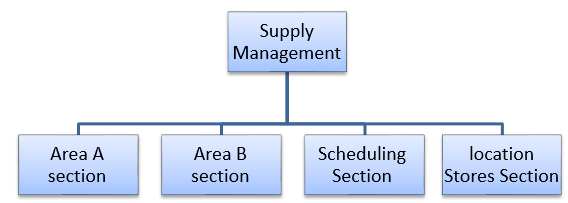 Supply
Management
Area A
section
Area B
section
Scheduling
Section
location
Stores Section